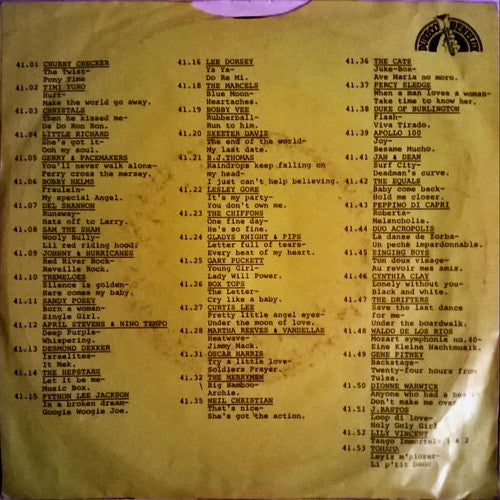 41.01 CHUBBY CHECKER
The Twist-
Pony Time
41.02 TIMI YURO
Hurt-
Make the world go away.
41.03 CHRYSTALS
Then he kissed me-
Da Do Ron Ron.
41.04 LITTLE RICHARD
She's got it-
Ooh my soul.
41.05 GERRY & PACEMAKERS
You'll never walk alone-
Ferry cross the mersey.
41.06 BOBBY HELMS
Fraulein-
My special Angel.
41.07 DEL SHANNON
Runaway-
Hats off to Larry.
41.08 SAM THE SHAM
Wooly Bully-
Lil red riding hood.
41.09 JOHNNY & HURRICANES
Red River Rock-
Reveille Rock.
41.10 TREMELOES
Silence is golden-
Here comes my baby.
41.11 SANDY POSEY
Born a woman-
Single Girl.
41.12 APRIL STEVENS & NINO TEMPO
Deep Purple-
Whispering.
41.13 DESMOND DEKKER
Israelites-
It Mek.
41.14 THE HEPSTARS
Let it be me-
Music Box.
41.15 PYTHON LEE JACKSON
In a broken dream-
Googie Woogie Joe.
41.16 LEE DORSEY
Ya Ya-
Do Re Mi.
41.18 THE MARCELS
Blue Moon-
Heartaches.
41.19 BOBBY VEE
Rubberball-
Run to him.
41.20 SKEETER DAVIS
The end of the world-
My last date.
41.21 B.J.THOMAS
Raindrops keep falling on
my head-
I just can't help believing.
41.22 LESLEY GORE
It's my party-
You don't own me.
41.23 THE CHIFFONS
One fine day-
He's so fine.
41.24 GLADYS KNIGHT & PIPS
Letter full of tears-
Every beat of my heart.
41.25 GARY PUCKETT
Young Girl-
Lady Will Power.
41.26 BOX TOPS
The Letter-
Cry like a baby.
41.27 CURTIS LEE
Pretty little angel eyes-
Under the moon of love.
41.28 MARTHA REEVES & VANDELLAS
Heatwave-
Jimmy Mack.
41.31 OSCAR HARRIS
Try a little love-
Soldiers Prayer.
41.32 THE MERRYMEN
Big Bamboo-
Archie.
41.35 NEIL CHRISTIAN
That's nice-
She's got the action.
41.36 THE CATS
Juke-Box-
Ave Maria no moro.
41.37 PERCY SLEDGE
When a man loves a woman-
Take time to know her.
41.38 DUKE OF BURLINGTON
Flash-
Viva Tirado.
41.39 APOLLO 100
Joy-
Besame Mucho.
41.41 JAN & DEAN
Surf City-
Deadman's curve.
41.42 THE EQUALS
Baby come back-
Hold me closer.
41.43 PEPPINO DI CAPRI
Roberta-
Melancholie.
41.44 DUO ACROPOLIS
La danse de Zorba-
Un peché impardonnable.
41.45 SINGING BOYS
Ton doux visage-
Au revoir mes amis.
41.46 CYNTHIA CLAY
Lonely without you-
Black and white.
41.47 THE DRIFTERS
Save the last dance
for me-
Under the boardwalk.
41.48 WALDO DE LOS RIOS
Mozart symphonie no.40-
Eine Kleine Nachtmusik.
41.49 GENE PITNEY
Backstage-
Twenty-four hours from
Tulsa.
41.50 DIONNE WARWICK
Anyone who had a heart-
Don't make me over
41.51 J.BASTOS
Loop di love-
Holy Goly Girl
41.52 LILY VINCENT
Tango Immortels 1 & 2
41.53 TOHAMA
Li p'tit banc